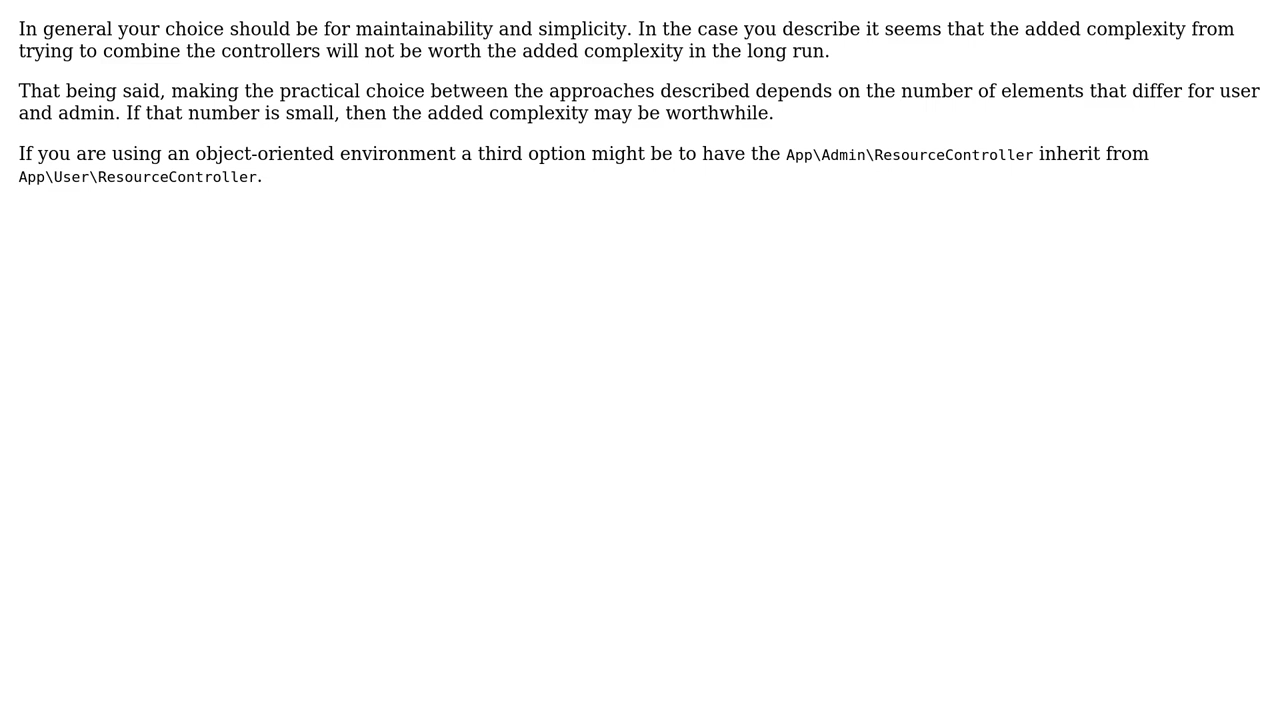 In general your choice should be for maintainability and simplicity. In the case you describe it seems that the added complexity from
trying to combine the controllers will not be worth the added complexity in the long run.
That being said, making the practical choice between the approaches described depends on the number of elements that differ for user
and admin. If that number is small, then the added complexity may be worthwhile.
If you are using an object-oriented environment a third option might be to have the App\Admin\ResourceController inherit from
App\User\ResourceController.